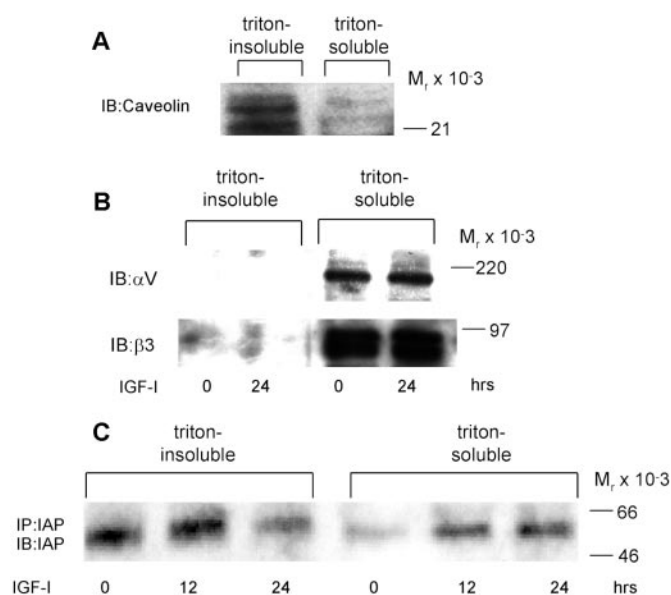 A
triton-
insoluble
triton-
soluble
IB:Caveolin
Mr x 10-3
21
B
triton-
insoluble
triton-
soluble
Mr x 10-3
IB:αV
220
IB:β3
97
IGF-I 0 24 0 24 hrs
C
triton-
insoluble
triton-
soluble
Mr x 10-3
IP:IAP
IB:IAP
66
46
IGF-I 0 12 24 0 12 24 hrs